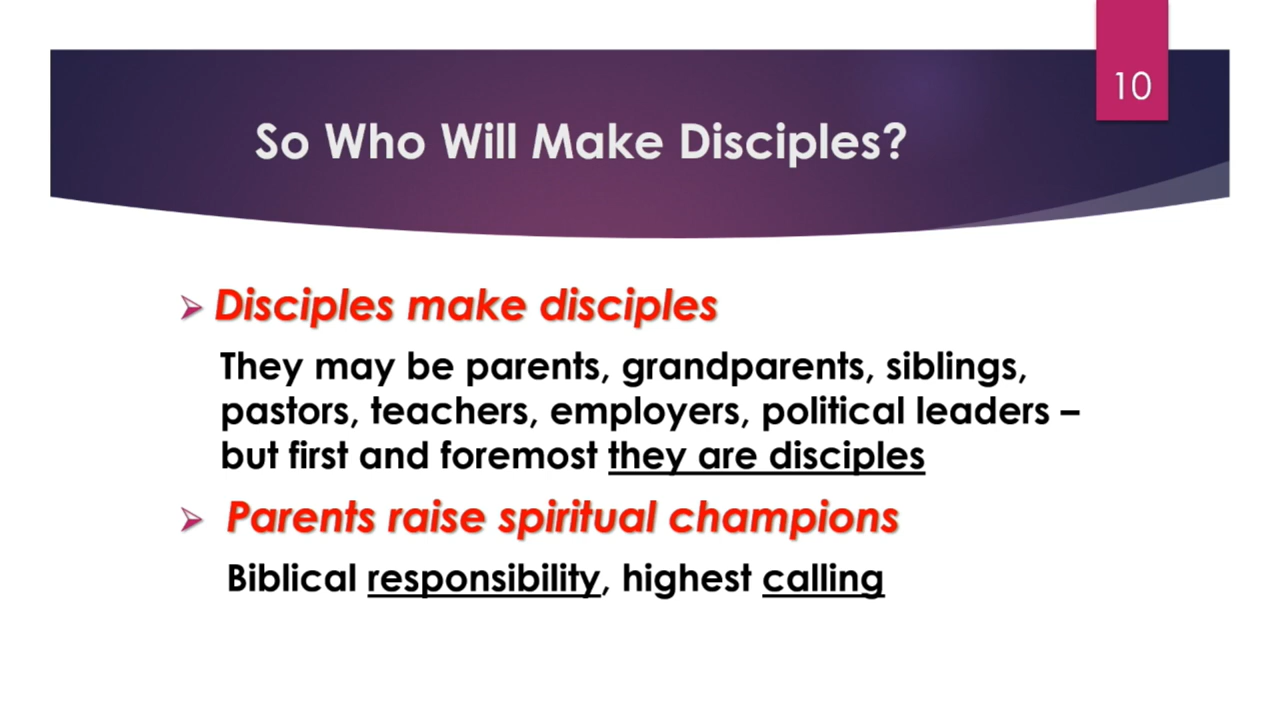 10
So Who Will Make Disciples?
Disciples make disciples
They may be parents, grandparents, siblings,
pastors, teachers, employers, political leaders –
but first and foremost they are disciples
Parents raise spiritual champions
Biblical responsibility, highest calling